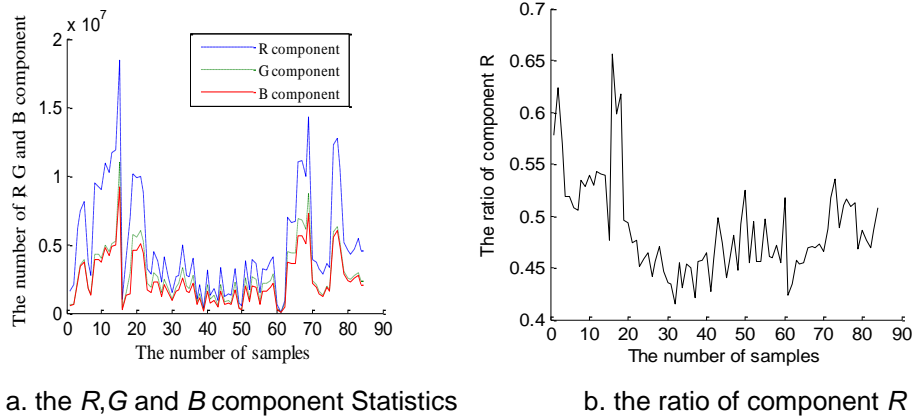 x 10^7
2
1.5
1
0.5
0
0 10 20 30 40 50 60 70 80 90
The number of R G and B component
The number of samples
R component
G component
B component
0.7
0.65
0.6
0.55
0.5
0.45
0.4
0 10 20 30 40 50 60 70 80 90
The ratio of component R
The number of samples
a. the R,G and B component Statistics
b. the ratio of component R